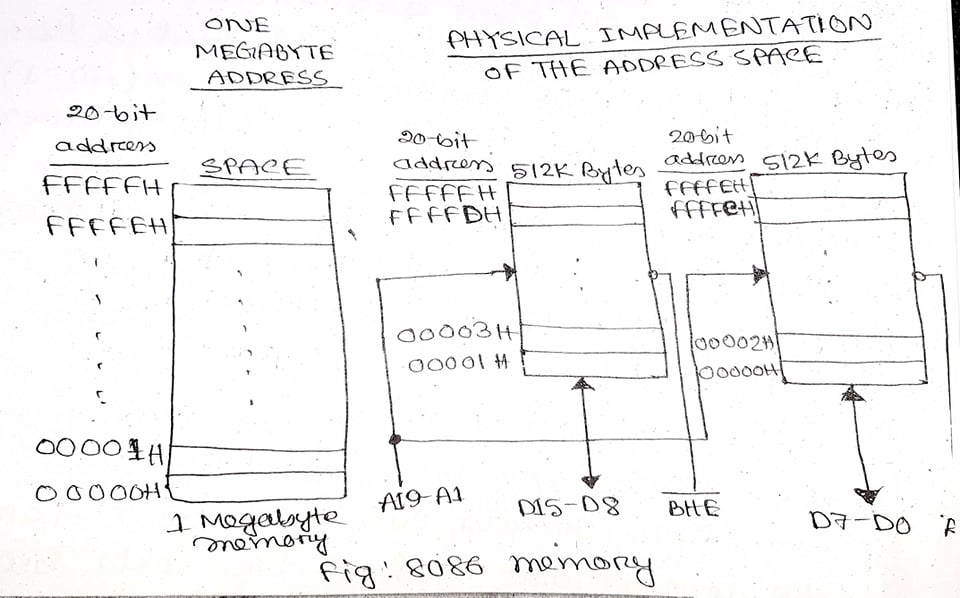 ONE
MEGABYTE
ADDRESS
SPACE
20-bit
address
FFFFFH
FFFFEH
00001H
00000H
1 Megabyte
memory
PHYSICAL IMPLEMENTATION
OF THE ADDRESS SPACE
20-bit
address
512K Bytes
FFFFFH
FFFFDH
00003H
00001H
A19-A1
D15-D8
BHE
20-bit
address
512K Bytes
FFFFEH
FFFFCH
00002H
00000H
D7-D0
Fig: 8086 memory